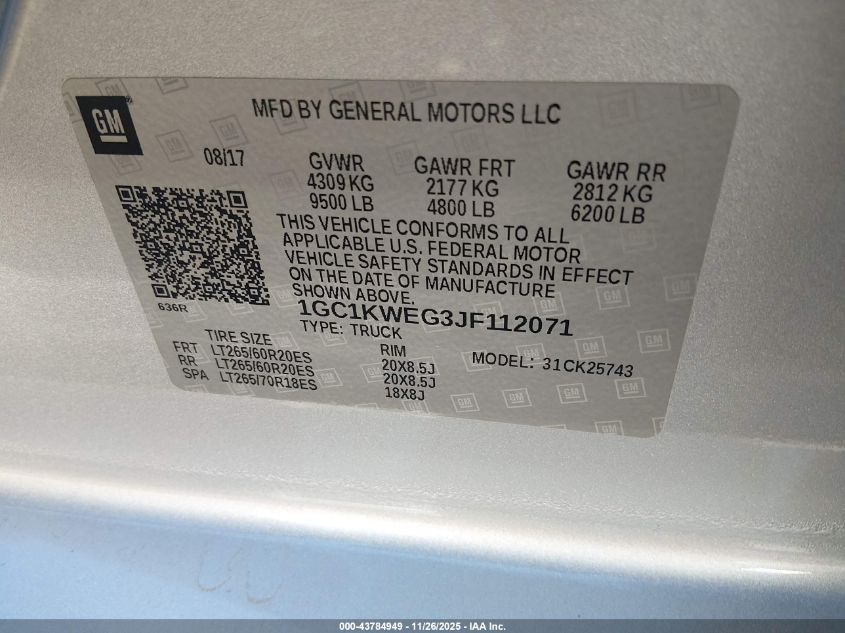 GM
MFD BY GENERAL MOTORS LLC
08/17
GVWR
4309 KG
9500 LB
GAWR FRT
2177 KG
4800 LB
GAWR RR
2812 KG
6200 LB
THIS VEHICLE CONFORMS TO ALL
APPLICABLE U.S. FEDERAL MOTOR
VEHICLE SAFETY STANDARDS IN EFFECT
ON THE DATE OF MANUFACTURE
SHOWN ABOVE.
636R
1GC1KWEG3JF112071
TYPE: TRUCK
TIRE SIZE RIM MODEL: 31CK25743
FRT LT265/60R20ES 20X8.5J
RR LT265/60R20ES 20X8.5J
SPA LT265/70R18ES 18X8J
000-43784949 - 11/26/2025 - IAA Inc.